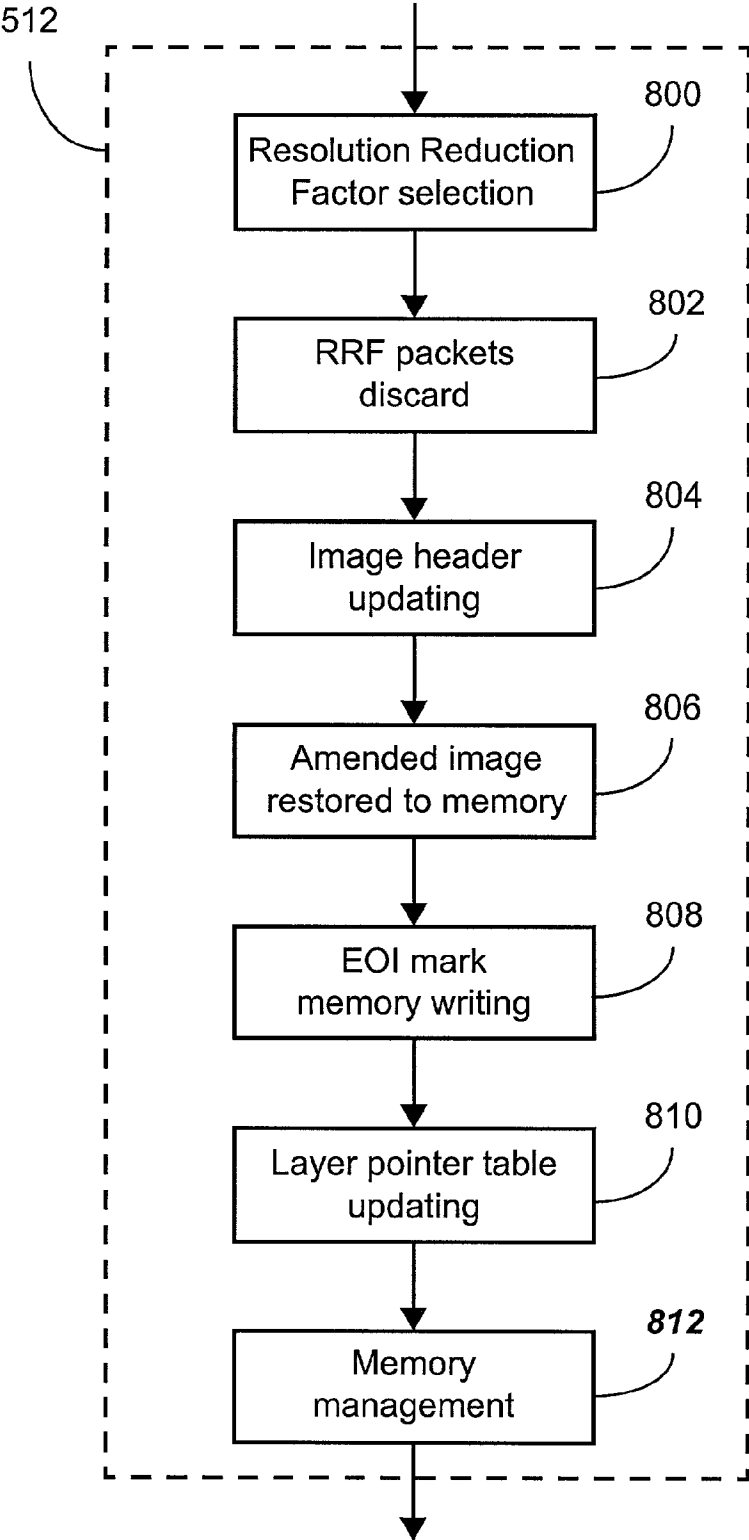 512
800
Resolution Reduction
Factor selection
802
RRF packets
discard
804
Image header
updating
806
Amended image
restored to memory
808
EOI mark
memory writing
810
Layer pointer table
updating
812
Memory
management